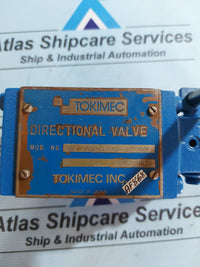 Atlas Shipcare Services
Ship & Industrial Automation
TOKIMEC
DIRECTIONAL VALVE
MOD. NO.
TOKIMEC INC.
MADE IN JAPAN
Atlas Shipcare Services
Ship & Industrial Automation